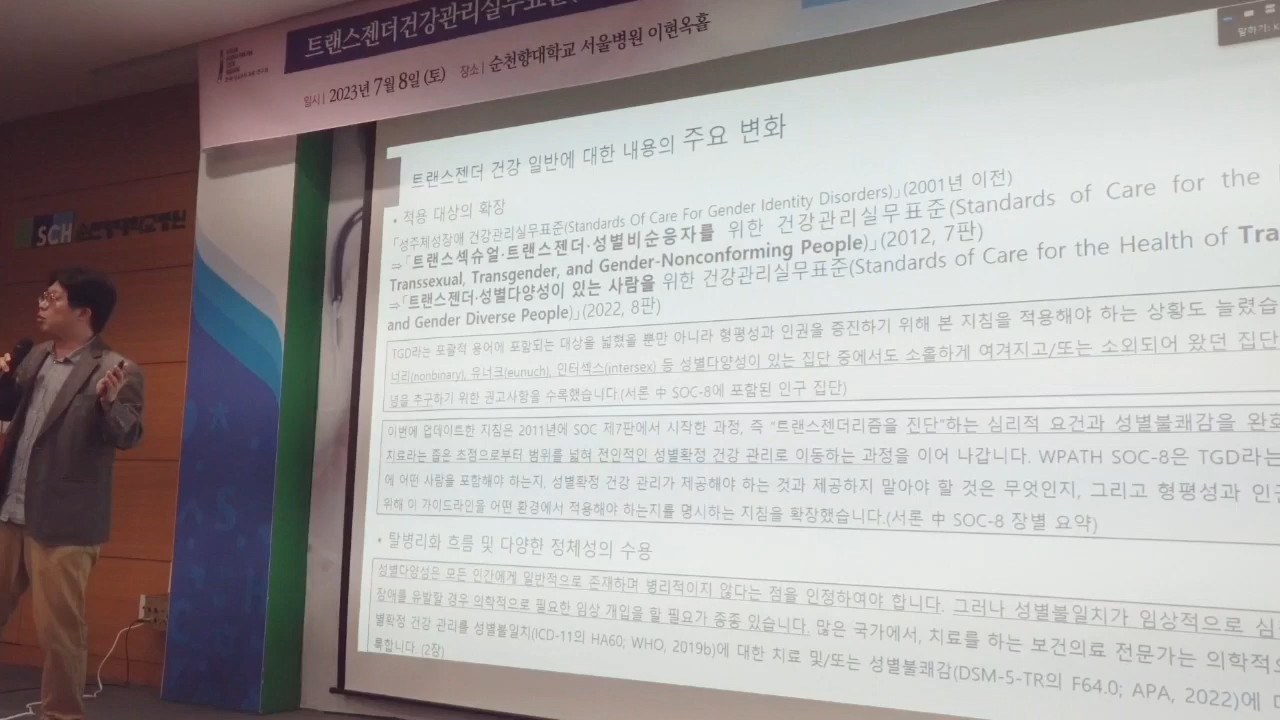 트랜스젠더건강관리실무표준
일시 | 2023년 7월 8일 (토) 장소 | 순천향대학교 서울병원 이현옥홀
말하기:
SCH 순천향대학교병원
트랜스젠더 건강 일반에 대한 내용의 주요 변화
• 적용 대상의 확장
「성주체성장애 건강관리실무표준(Standards Of Care For Gender Identity Disorders)」(2001년 이전)
⇒「트랜스섹슈얼·트랜스젠더·성별비순응자를 위한 건강관리실무표준(Standards of Care for the
Transsexual, Transgender, and Gender-Nonconforming People)」(2012, 7판)
⇒「트랜스젠더·성별다양성이 있는 사람을 위한 건강관리실무표준(Standards of Care for the Health of Tra
and Gender Diverse People)」(2022, 8판)
TGD라는 포괄적 용어에 포함되는 대상을 넓혔을 뿐만 아니라 형평성과 인권을 증진하기 위해 본 지침을 적용해야 하는 상황도 늘렸습
너리(nonbinary), 유너크(eunuch), 인터섹스(intersex) 등 성별다양성이 있는 집단 중에서도 소홀하게 여겨지고/또는 소외되어 왔던 집단
녕을 추구하기 위한 권고사항을 수록했습니다.(서론 中 SOC-8에 포함된 인구 집단)
이번에 업데이트한 지침은 2011년에 SOC 제7판에서 시작한 과정, 즉 "트랜스젠더리즘을 진단"하는 심리적 요건과 성별불쾌감을 완화
치료라는 좁은 초점으로부터 범위를 넓혀 전인적인 성별확정 건강 관리로 이동하는 과정을 이어 나갑니다. WPATH SOC-8은 TGD라는
에 어떤 사람을 포함해야 하는지, 성별확정 건강 관리가 제공해야 하는 것과 제공하지 말아야 할 것은 무엇인지, 그리고 형평성과 인
위해 이 가이드라인을 어떤 환경에서 적용해야 하는지를 명시하는 지침을 확장했습니다.(서론 中 SOC-8 장별 요약)
• 탈병리화 흐름 및 다양한 정체성의 수용
성별다양성은 모든 인간에게 일반적으로 존재하며 병리적이지 않다는 점을 인정하여야 합니다. 그러나 성별불일치가 임상적으로 심
장애를 유발할 경우 의학적으로 필요한 임상 개입을 할 필요가 종종 있습니다. 많은 국가에서, 치료를 하는 보건의료 전문가는 의학적
별확정 건강 관리를 성별불일치(ICD-11의 HA60; WHO, 2019b)에 대한 치료 및/또는 성별불쾌감(DSM-5-TR의 F64.0; APA, 2022)에 대
록합니다. (2장)